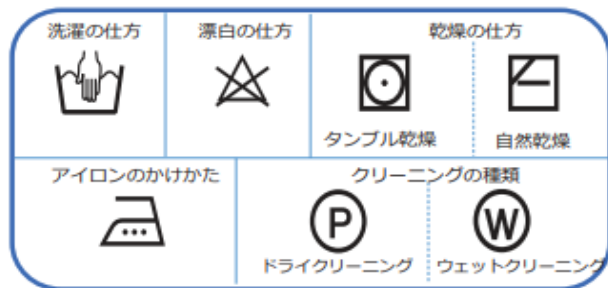 洗濯の仕方
漂白の仕方
乾燥の仕方
タンブル乾燥
自然乾燥
アイロンのかけかた
クリーニングの種類
P
W
ドライクリーニング
ウェットクリーニング